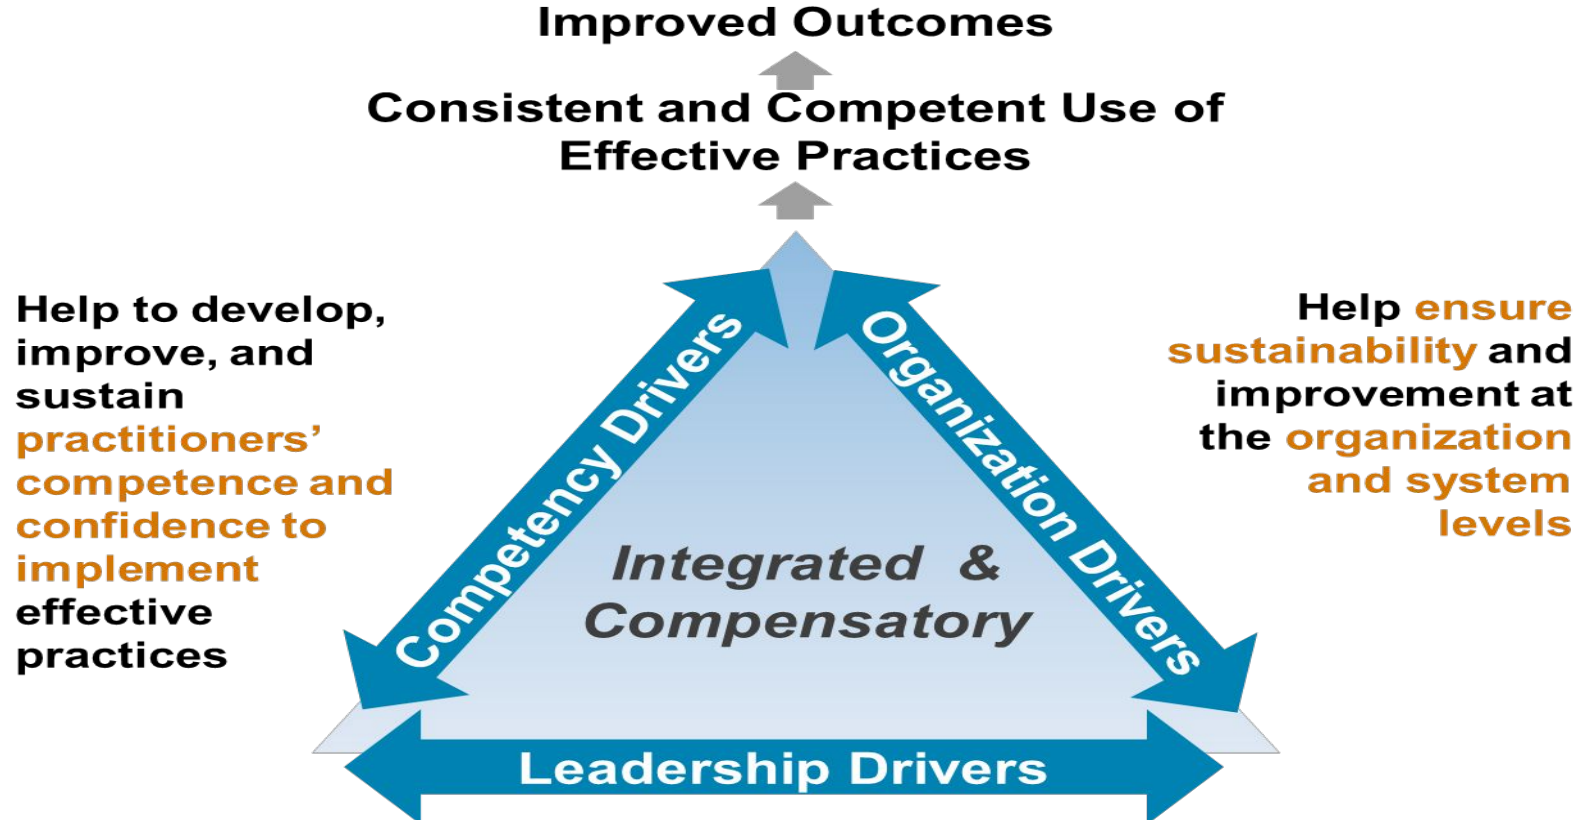 Improved Outcomes
Consistent and Competent Use of
Effective Practices
Help to develop,
improve, and
sustain
practitioners’
competence and
confidence to
implement
effective
practices
Competency Drivers
Organization Drivers
Help ensure
sustainability and
improvement at
the organization
and system
levels
Integrated &
Compensatory
Leadership Drivers